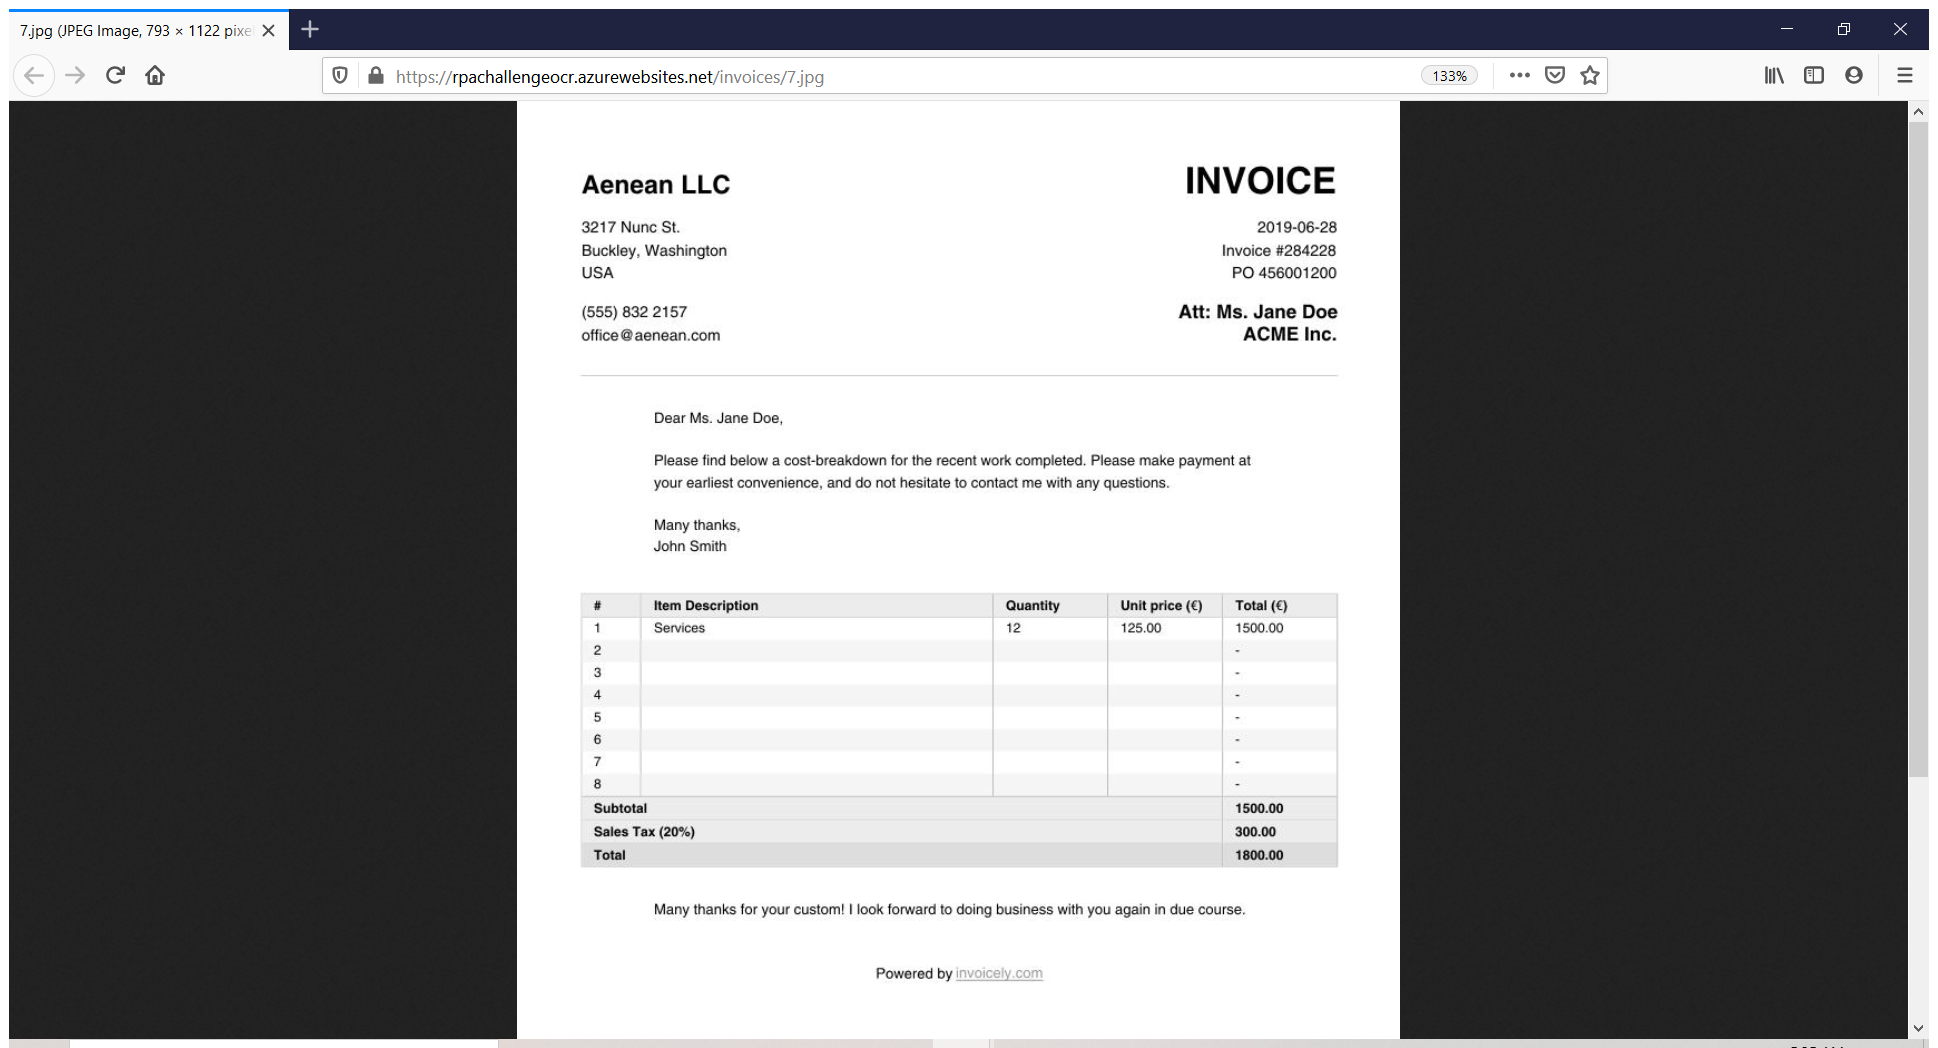 7.jpg (JPEG Image, 793 × 1122 pixe
https://rpachallengeocr.azurewebsites.net/invoices/7.jpg
133%
Aenean LLC
INVOICE
3217 Nunc St.
2019-06-28
Buckley, Washington
Invoice #284228
USA
PO 456001200
(555) 832 2157
Att: Ms. Jane Doe
office@aenean.com
ACME Inc.
Dear Ms. Jane Doe,
Please find below a cost-breakdown for the recent work completed. Please make payment at
your earliest convenience, and do not hesitate to contact me with any questions.
Many thanks,
John Smith
# Item Description Quantity Unit price (€) Total (€)
1 Services 12 125.00 1500.00
2 -
3 -
4 -
5 -
6 -
7 -
8 -
Subtotal 1500.00
Sales Tax (20%) 300.00
Total 1800.00
Many thanks for your custom! I look forward to doing business with you again in due course.
Powered by invoicely.com